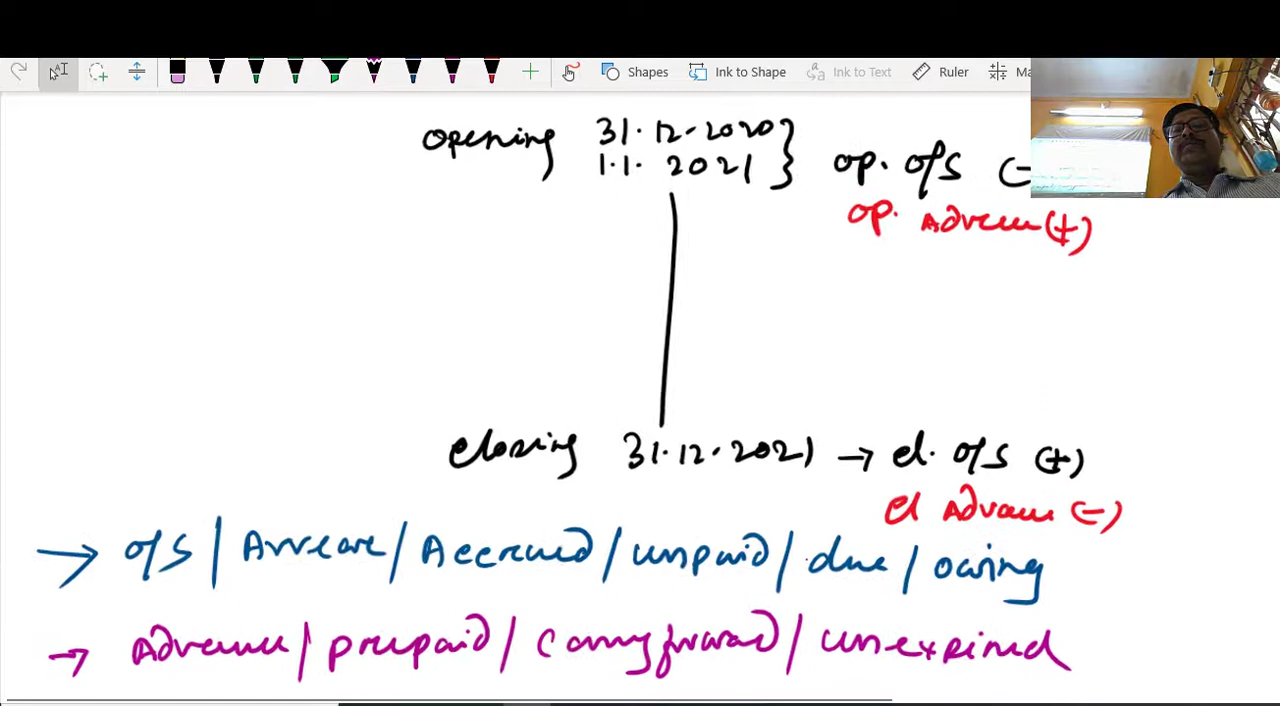 Shapes Ink to Shape Ink to Text Ruler Ma
opening 31.12.2020
1.1. 2021 } op. o/s (-
op. Advance (+)
closing 31.12.2021 → cl. o/s (+)
cl Advance (-)
→ o/s | Arrear / Accrued / unpaid / due / owing
→ Advance / prepaid / Carryforward / unexpired